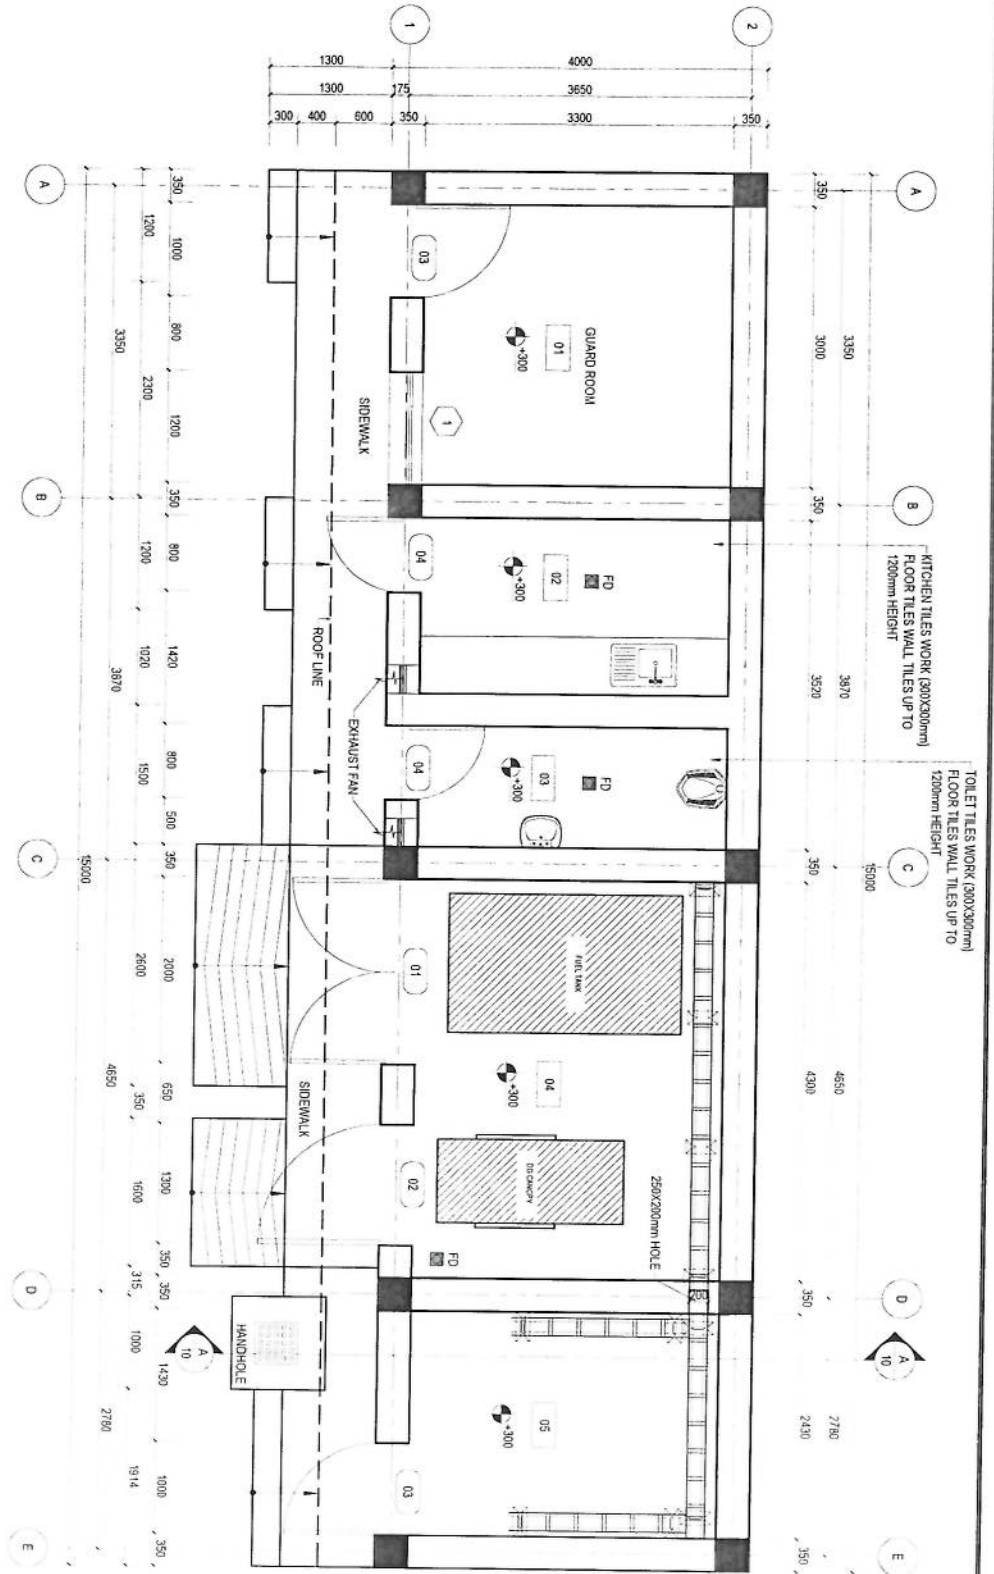 1
2
1300
4000
1300
175
3650
300
400
600
350
3300
350
A
350
1000
800
1200
350
800
1420
800
500
350
2000
650
1300
350
350
1430
1000
350
1200
2300
1200
1020
1500
2600
350
1600
315
1000
1914
3350
3870
4650
2780
15000
B
C
D
E
A
350
3000
350
3520
350
4300
350
2430
350
3350
3870
4650
2780
15000
B
C
D
E
KITCHEN TILES WORK (300X300mm)
FLOOR TILES WALL TILES UP TO
1200mm HEIGHT
TOILET TILES WORK (300X300mm)
FLOOR TILES WALL TILES UP TO
1200mm HEIGHT
GUARD ROOM
01
+300
03
1
SIDEWALK
FD
02
+300
04
ROOF LINE
EXHAUST FAN
FD
03
+300
04
FUEL TANK
01
04
+300
SIDEWALK
DG CANOPY
02
FD
250X200mm HOLE
HANDHOLE
A
10
A
10
05
+300
03